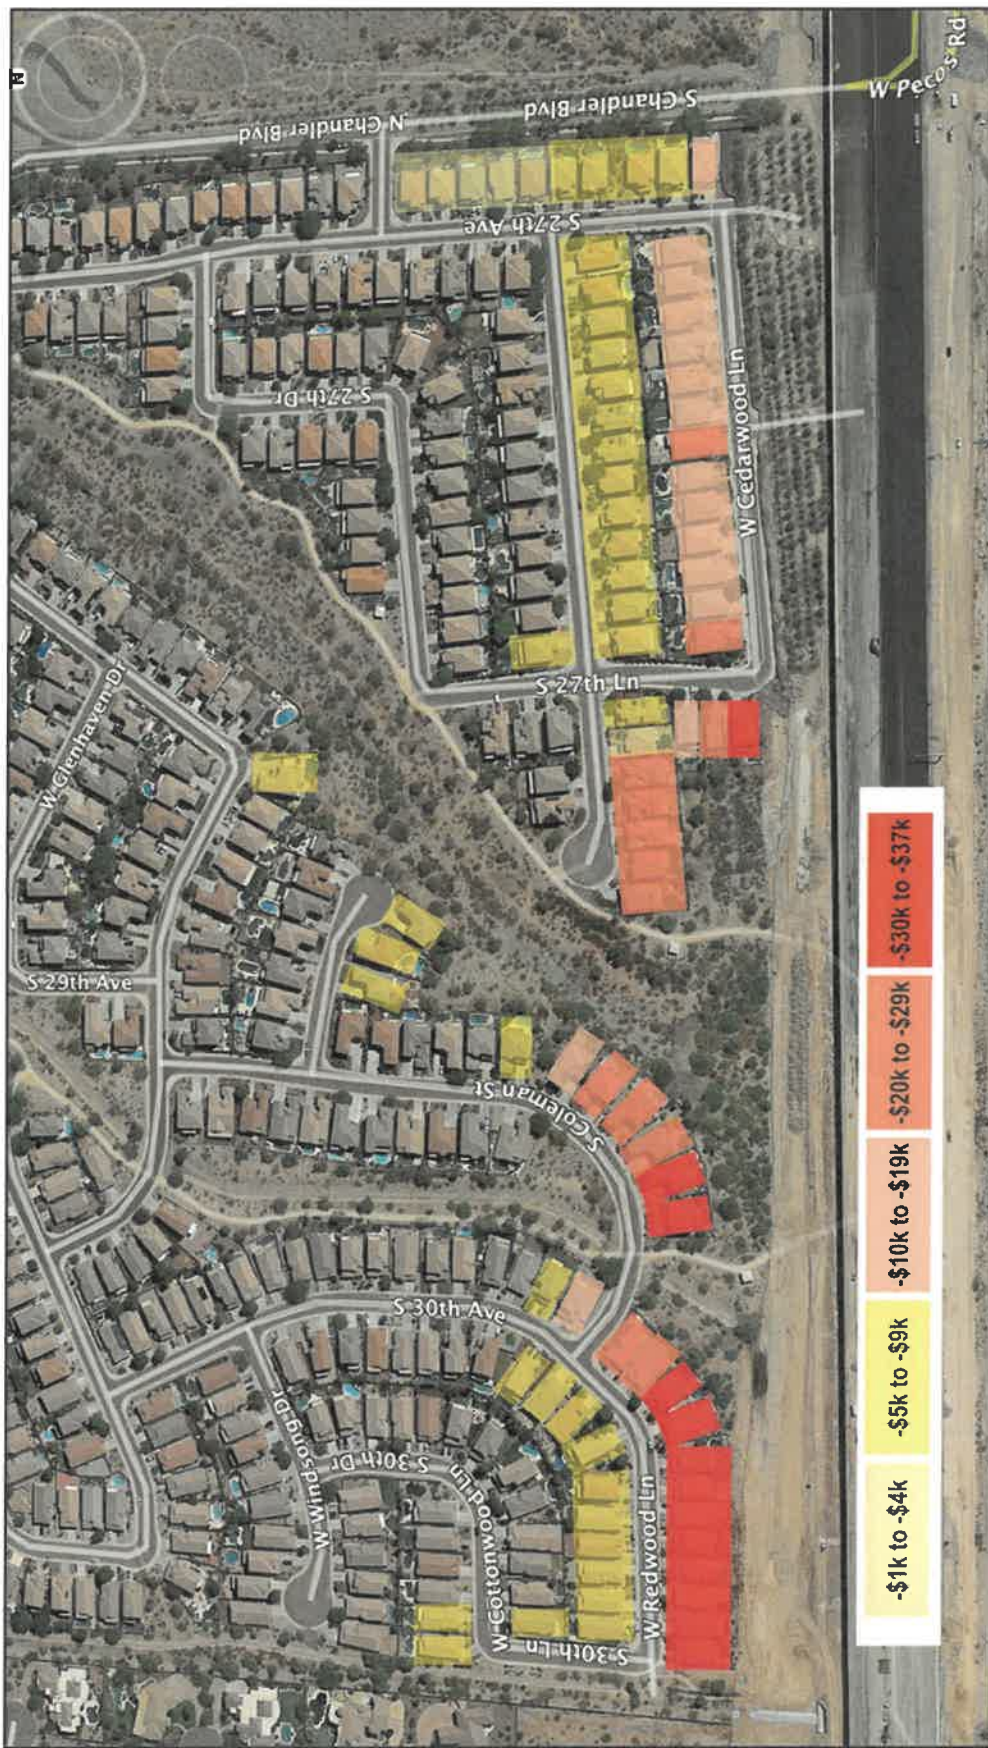 W Pecos Rd
S Chandler Blvd
N Chandler Blvd
S 27th Ave
S 27th Dr
W Cedarwood Ln
S 27th Ln
W Glenhaven Dr
S 29th Ave
S Coleman St
S 30th Ave
W Windsong Dr
S 30th Dr
W Cottonwood Ln
W Redwood Ln
S 30th Ln
-$1k to -$4k
-$5k to -$9k
-$10k to -$19k
-$20k to -$29k
-$30k to -$37k